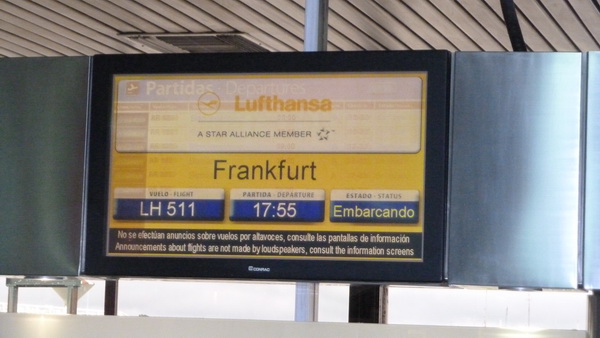 Partidas Departures
Lufthansa
A STAR ALLIANCE MEMBER
Frankfurt
VUELO - FLIGHT
LH 511
PARTIDA - DEPARTURE
17:55
ESTADO - STATUS
Embarcando
No se efectúan anuncios sobre vuelos por altavoces, consulte las pantallas de información
Announcements about flights are not made by loudspeakers, consult the information screens
CONRAC